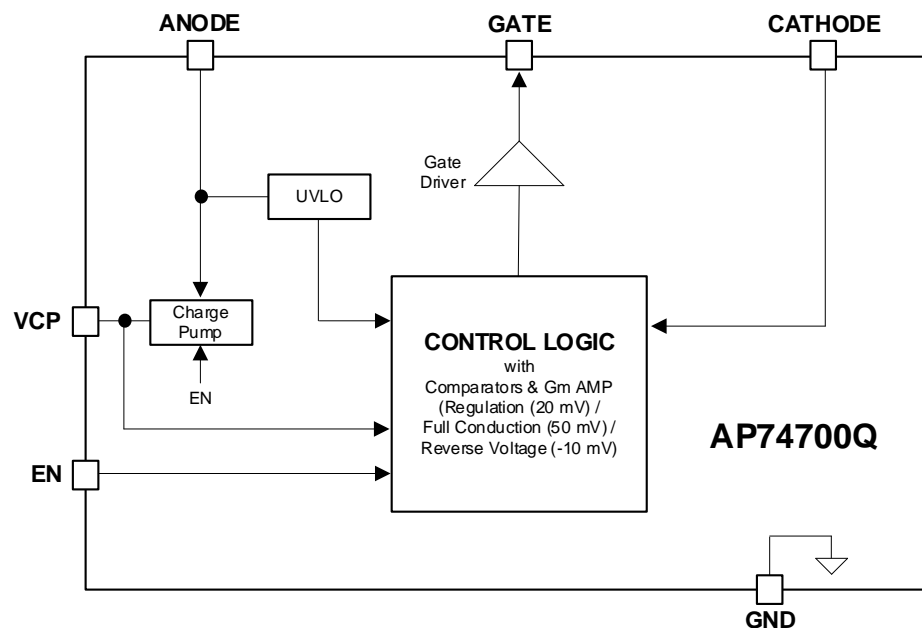 ANODE
GATE
CATHODE
Gate
Driver
UVLO
VCP
Charge
Pump
EN
CONTROL LOGIC
with
Comparators & Gm AMP
(Regulation (20 mV) /
Full Conduction (50 mV) /
Reverse Voltage (-10 mV)
AP74700Q
EN
GND